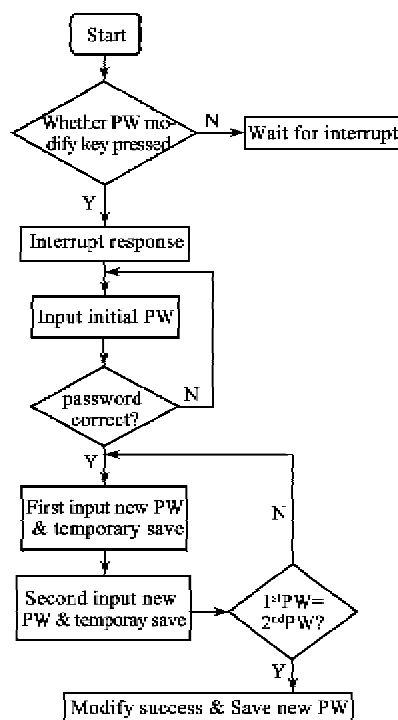 Start
Whether PW mo-
dify key pressed
N
Wait for interrupt
Y
Interrupt response
Input initial PW
password
correct?
N
Y
First input new PW
& temporary save
N
Second input new
PW & temporay save
1stPW=
2ndPW?
Y
Modify success & Save new PW